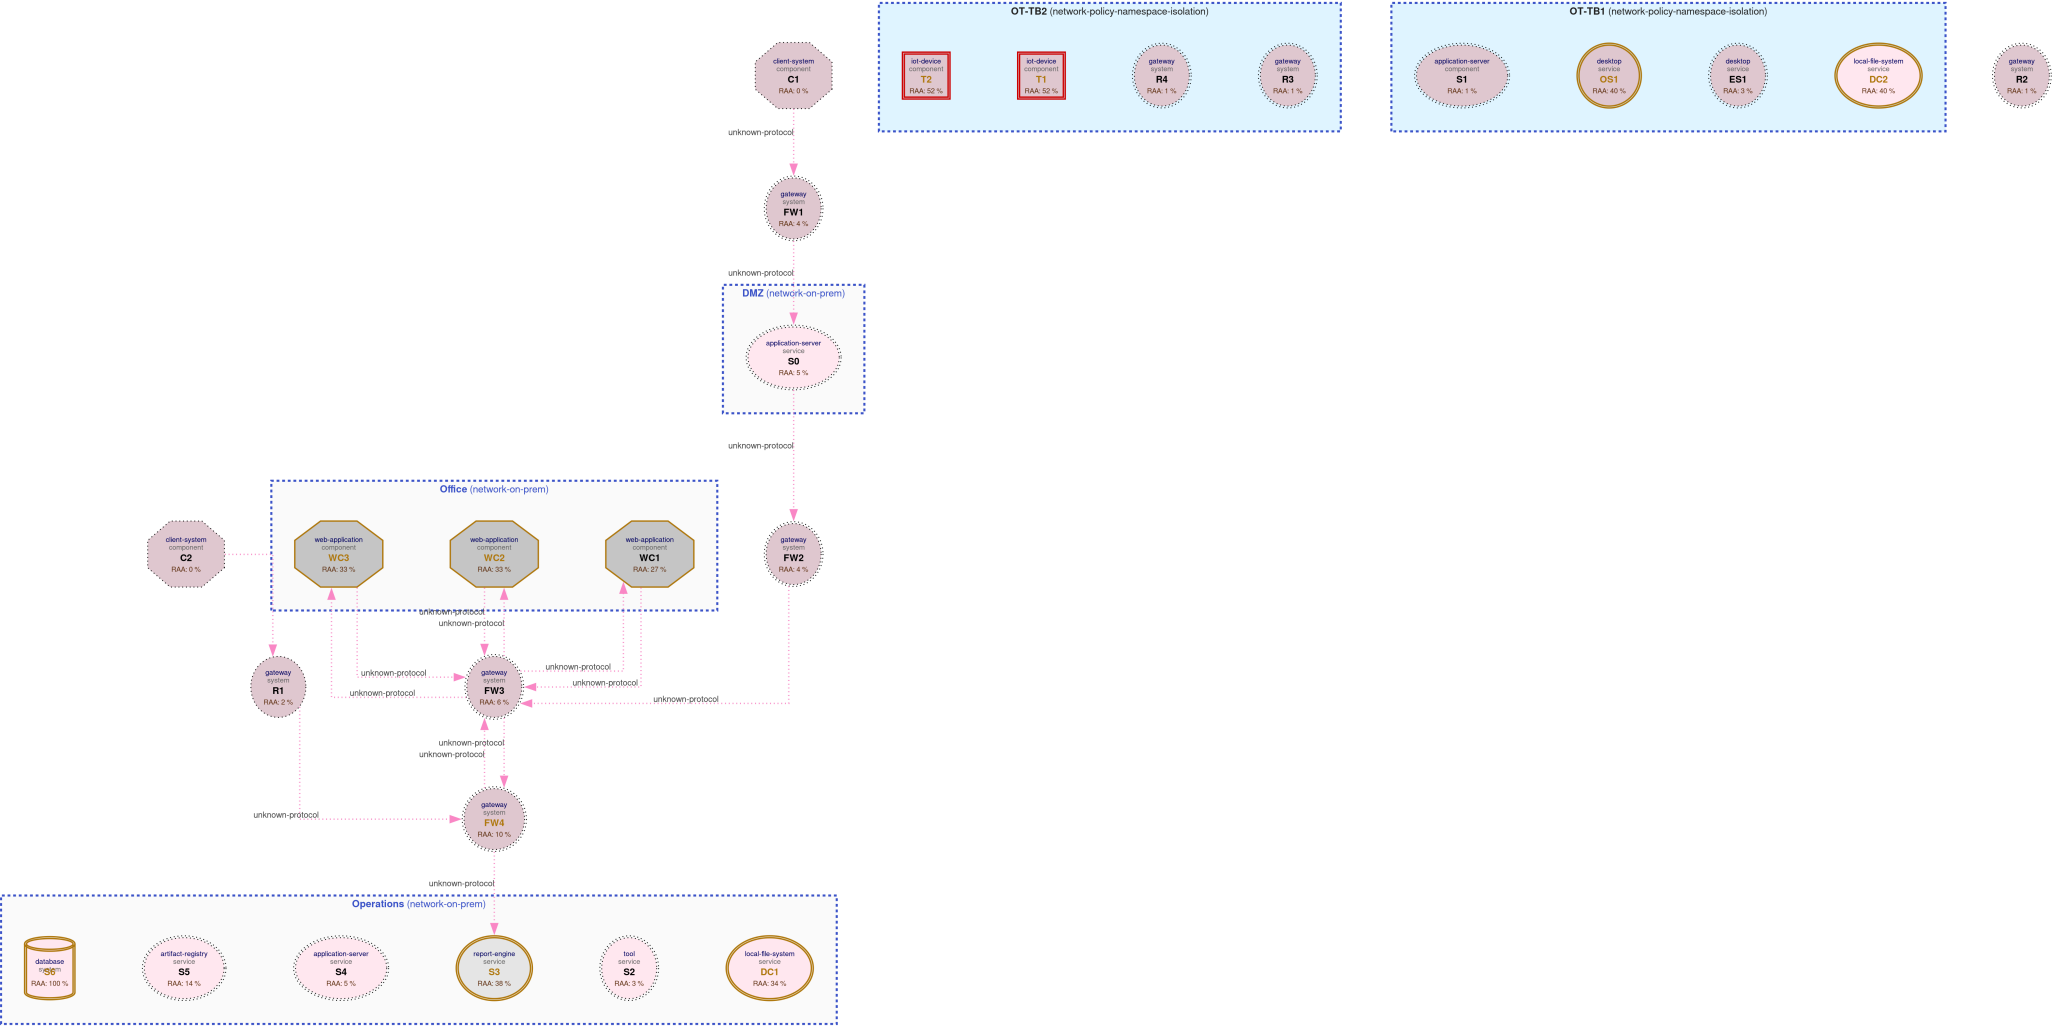 OT-TB2 (network-policy-namespace-isolation)
OT-TB1 (network-policy-namespace-isolation)
client-system
component
C1
RAA: 0 %
iot-device
component
T2
RAA: 52 %
iot-device
component
T1
RAA: 52 %
gateway
system
R4
RAA: 1 %
gateway
system
R3
RAA: 1 %
application-server
component
S1
RAA: 1 %
desktop
service
OS1
RAA: 40 %
desktop
service
ES1
RAA: 3 %
local-file-system
service
DC2
RAA: 40 %
gateway
system
R2
RAA: 1 %
unknown-protocol
gateway
system
FW1
RAA: 4 %
unknown-protocol
DMZ (network-on-prem)
application-server
service
S0
RAA: 5 %
unknown-protocol
Office (network-on-prem)
client-system
component
C2
RAA: 0 %
web-application
component
WC3
RAA: 33 %
web-application
component
WC2
RAA: 33 %
web-application
component
WC1
RAA: 27 %
gateway
system
FW2
RAA: 4 %
unknown-protocol
unknown-protocol
gateway
system
R1
RAA: 2 %
unknown-protocol
unknown-protocol
gateway
system
FW3
RAA: 6 %
unknown-protocol
unknown-protocol
unknown-protocol
unknown-protocol
unknown-protocol
unknown-protocol
gateway
system
FW4
RAA: 10 %
unknown-protocol
Operations (network-on-prem)
database
system
S6
RAA: 100 %
artifact-registry
service
S5
RAA: 14 %
application-server
service
S4
RAA: 5 %
report-engine
service
S3
RAA: 38 %
tool
service
S2
RAA: 3 %
local-file-system
service
DC1
RAA: 34 %